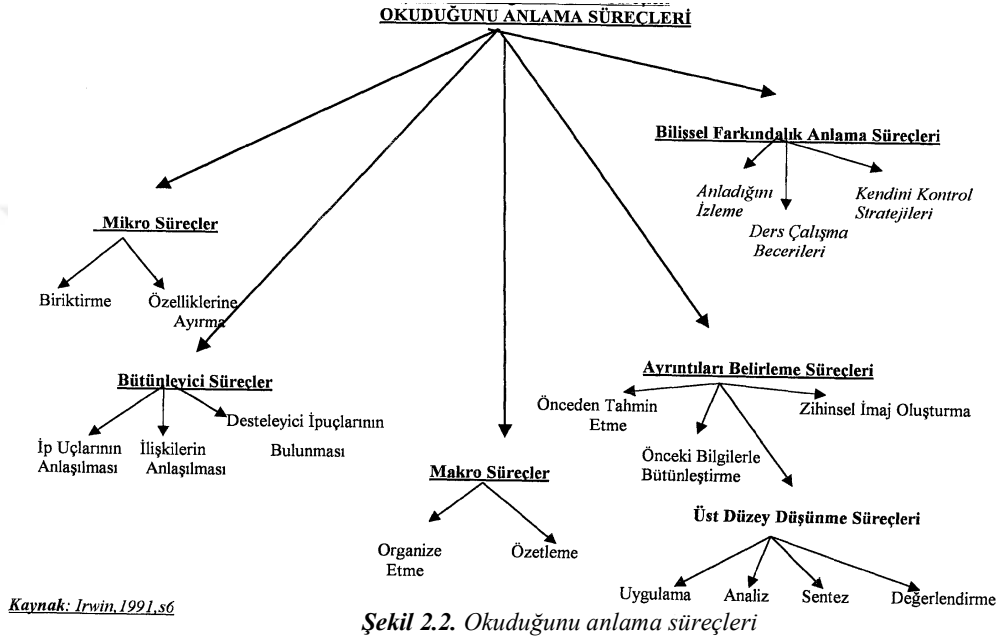 OKUDUĞUNU ANLAMA SÜREÇLERİ
Bilissel Farkındalık Anlama Süreçleri
Anladığını
İzleme
Ders Çalışma
Becerileri
Kendini Kontrol
Stratejileri
Mikro Süreçler
Biriktirme
Özelliklerine
Ayırma
Bütünleyici Süreçler
İp Uçlarının
Anlaşılması
İlişkilerin
Anlaşılması
Desteleyici İpuçlarının
Bulunması
Makro Süreçler
Organize
Etme
Özetleme
Ayrıntıları Belirleme Süreçleri
Önceden Tahmin
Etme
Önceki Bilgilerle
Bütünleştirme
Zihinsel İmaj Oluşturma
Üst Düzey Düşünme Süreçleri
Uygulama
Analiz
Sentez
Değerlendirme
Kaynak: Irwin,1991,s6
Şekil 2.2. Okuduğunu anlama süreçleri